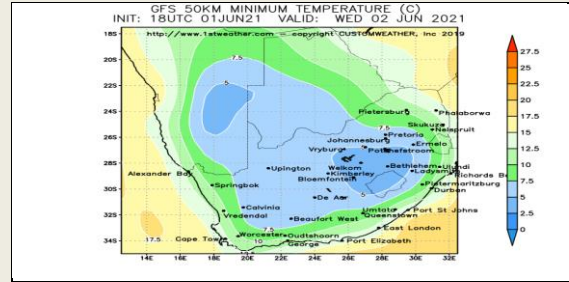 GFS 50KM MINIMUM TEMPERATURE (C)
INIT: 18UTC 01JUN21 VALID: WED 02 JUN 2021
http://www.1stweather.com — copyright CUSTOMWEATHER, Inc 2019
18S
20S
22S
24S
26S
28S
30S
32S
34S
7.5
5
Pietersburg
Phalaborwa
7.5
Skukuza
Nelspruit
Pretoria
Johannesburg
Ermelo
Vryburg
Potchefstroom
Welkom
Bethlehem
Ulundi
Alexander Bay
Upington
Kimberley
Ladysmith
Richards Ba
Bloemfontein
Springbok
Pietermaritzburg
5
Durban
De Aar
Calvinia
Umtata
Port St Johns
Vredendal
Beaufort West
Queenstown
7.5
East London
17.5
Cape Town
Worcester
Oudtshoorn
10
George
Port Elizabeth
14E 16E 18E 20E 22E 24E 26E 28E 30E 32E
27.5
25
22.5
20
17.5
15
12.5
10
7.5
5
2.5
0